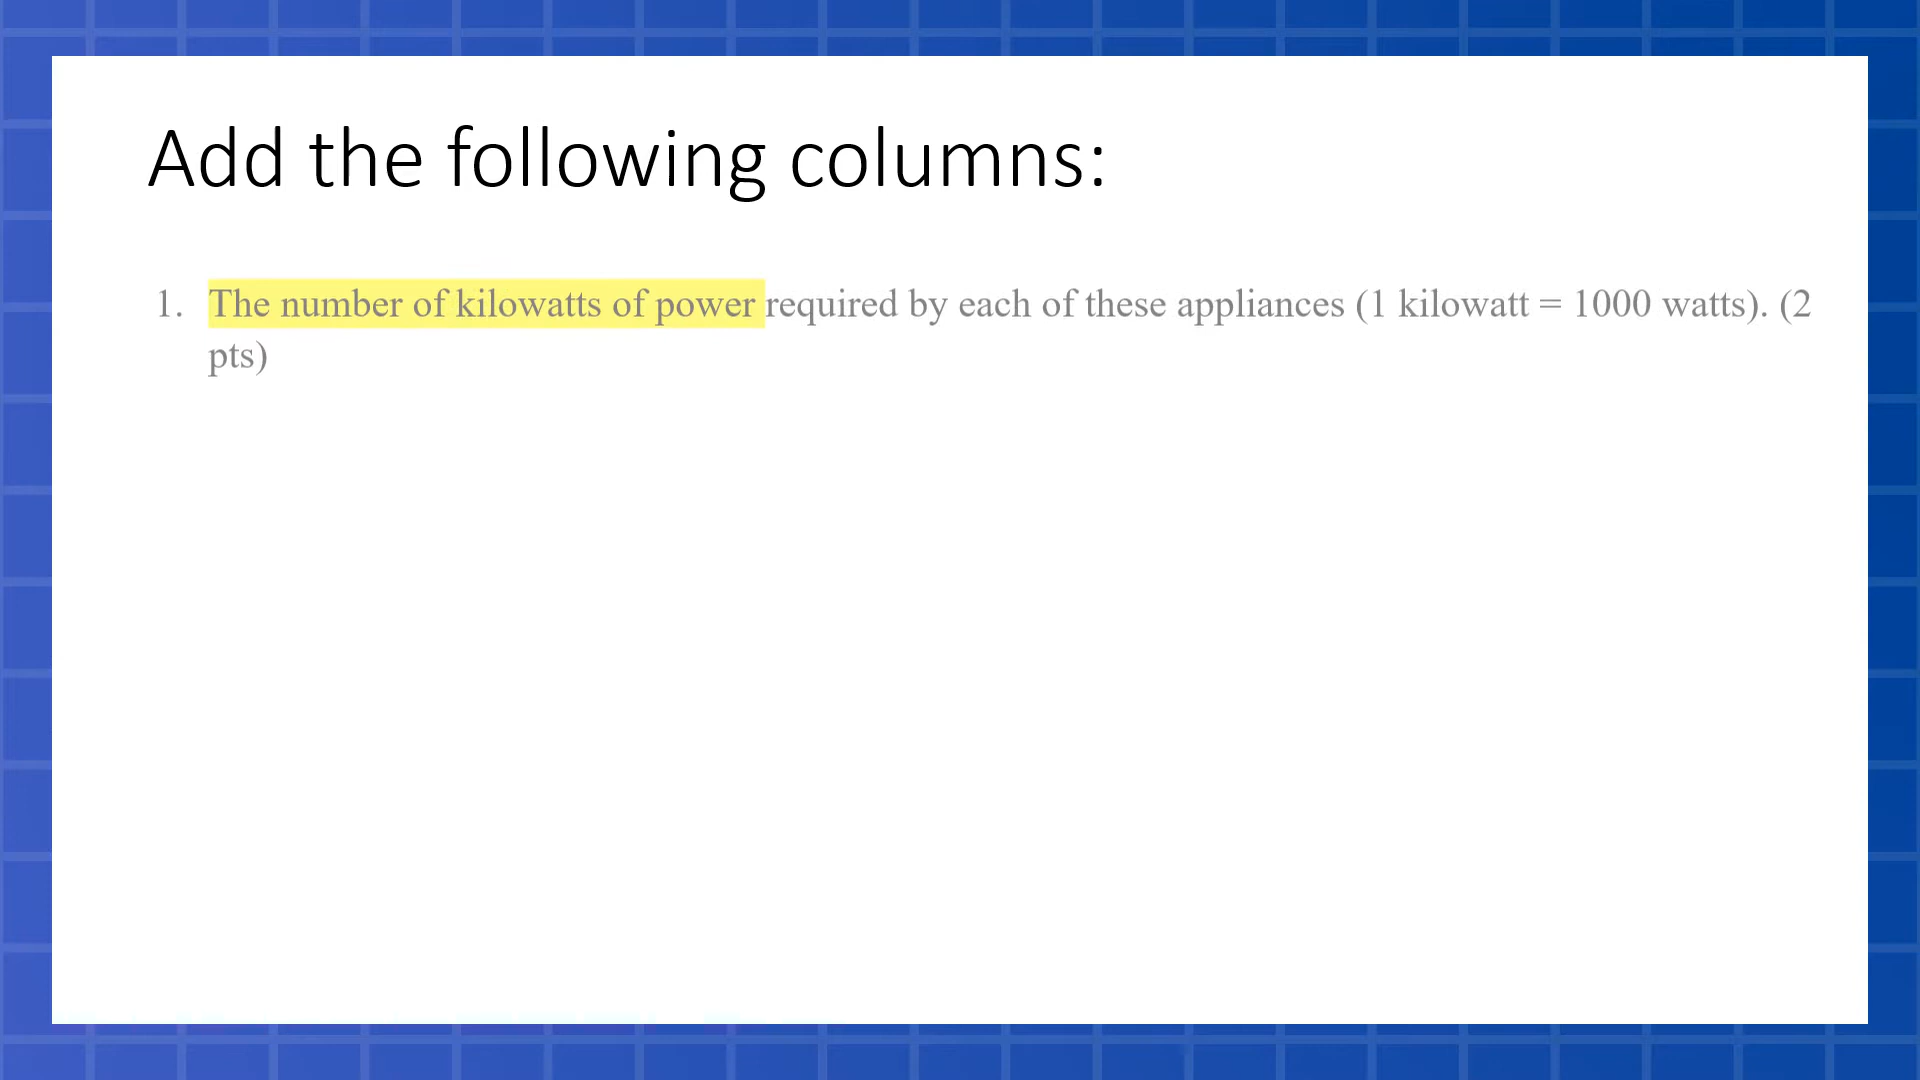 Add the following columns:
1. The number of kilowatts of power required by each of these appliances (1 kilowatt = 1000 watts). (2
pts)